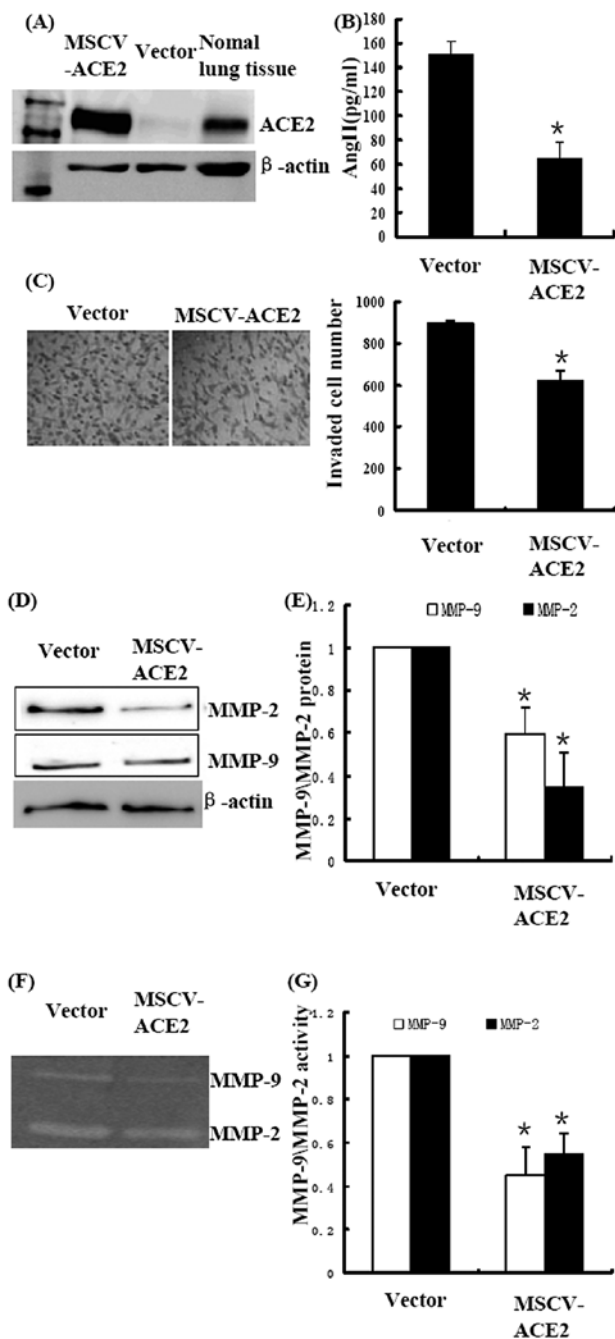 (A)
MSCV
-ACE2
Vector
Nomal
lung tissue
ACE2
β-actin
(B)
AngII(pg/ml)
180
160
140
120
100
80
60
40
20
0
*
Vector
MSCV-
ACE2
(C)
Vector
MSCV-ACE2
Invaded cell number
1000
800
600
400
200
0
*
Vector
MSCV-
ACE2
(D)
Vector
MSCV-
ACE2
MMP-2
MMP-9
β-actin
(E)
MMP-9\MMP-2 protein
1.2
1
0.8
0.6
0.4
0.2
0
MMP-9
MMP-2
*
*
Vector
MSCV-
ACE2
(F)
Vector
MSCV-
ACE2
MMP-9
MMP-2
(G)
MMP-9\MMP-2 activity
1.2
1
0.8
0.6
0.4
0.2
0
MMP-9
MMP-2
*
*
Vector
MSCV-
ACE2